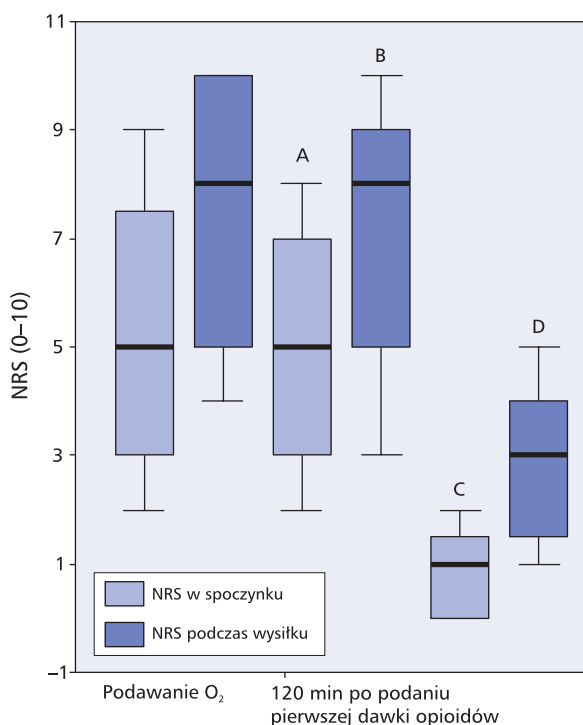 NRS (0–10)
11
9
7
5
3
1
–1
A
B
C
D
NRS w spoczynku
NRS podczas wysiłku
Podawanie O₂
120 min po podaniu
pierwszej dawki opioidów